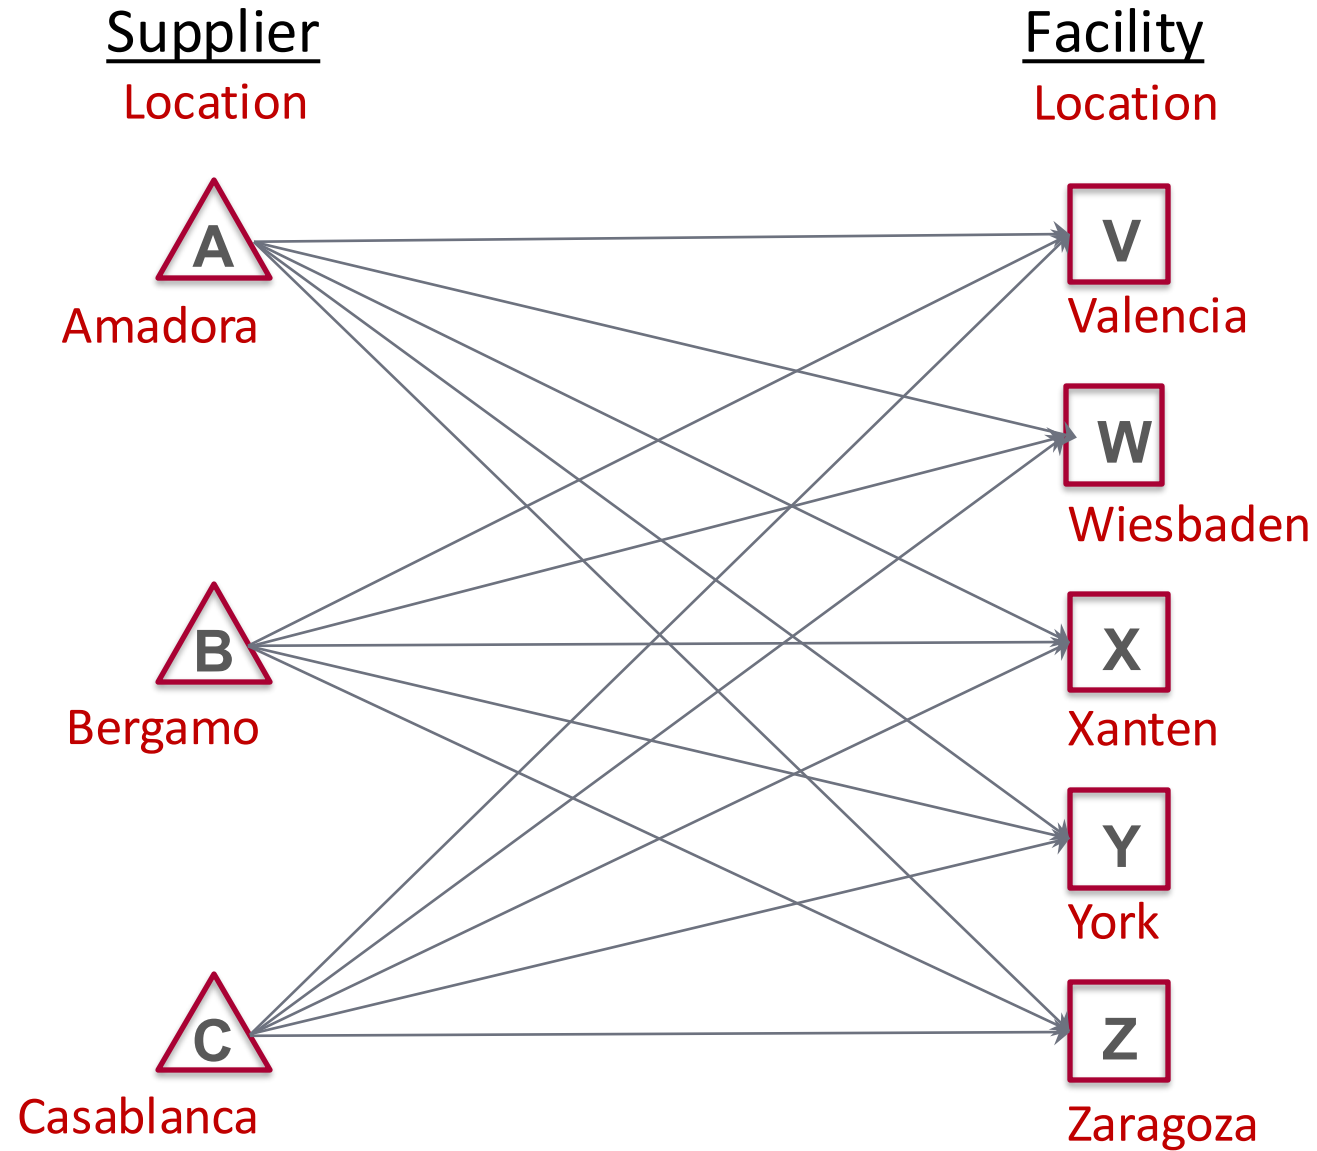 Supplier
Facility
Location
Location
A
V
Amadora
Valencia
W
Wiesbaden
B
X
Bergamo
Xanten
Y
York
C
Z
Casablanca
Zaragoza